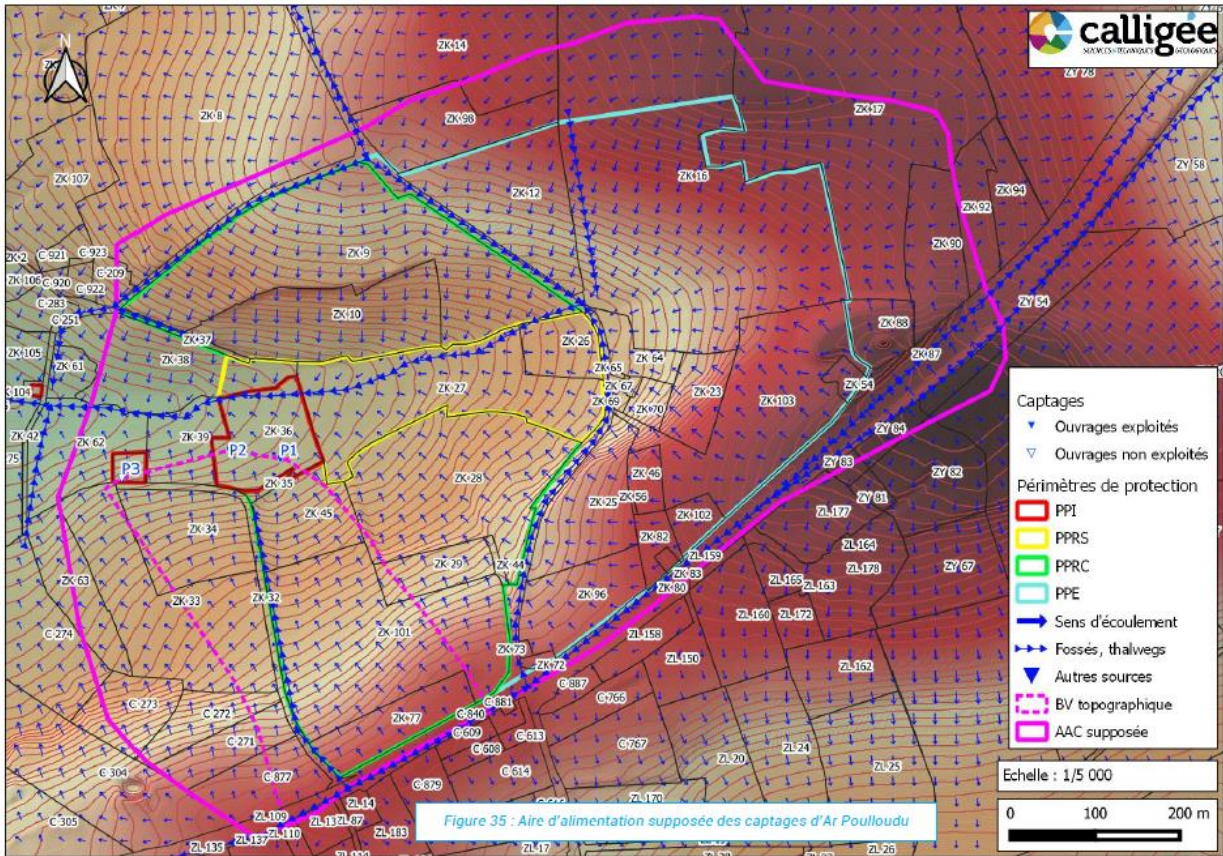 calligée
SCIENCES & TECHNIQUES GÉOLOGIQUES
N
ZK 14
ZY 78
ZK 8
ZK 98
ZK 17
ZY 58
ZK 107
ZK 12
ZK 16
ZK 94
ZK 92
ZK 90
C 921
C 923
ZK 2
ZK 9
C 209
ZK 106
C 920
C 922
C 283
C 251
ZK 10
ZY 54
ZK 88
ZK 37
ZK 26
ZK 64
ZK 105
ZK 38
ZK 65
ZK 87
ZK 61
ZK 67
ZK 27
ZK 23
ZK 103
ZK 54
ZK 69
ZK 70
ZK 42
ZK 62
ZK 39
ZK 36
ZY 84
P2
P1
P3
ZY 83
ZY 82
ZK 46
ZK 28
ZK 35
ZK 25
ZK 56
ZY 81
ZK 45
ZK 102
ZL 177
ZK 34
ZK 82
ZL 164
ZL 159
ZK 29
ZK 44
ZY 67
ZL 178
ZK 83
ZL 165
ZL 163
ZK 63
ZK 80
ZK 96
ZK 33
ZK 32
ZL 160
ZL 172
C 274
ZK 101
ZL 158
ZK 73
ZL 150
ZK 72
ZL 162
C 887
C 273
C 881
C 766
C 272
ZK 77
C 840
C 609
C 613
C 271
C 608
C 767
ZL 24
ZL 20
C 304
C 877
C 614
ZL 25
C 879
C 305
ZL 14
ZL 170
ZL 109
ZL 87
ZL 110
ZL 183
ZL 137
ZL 135
ZL 17
ZL 26
Captages
Ouvrages exploités
Ouvrages non exploités
Périmètres de protection
PPI
PPRS
PPRC
PPE
Sens d'écoulement
Fossés, thalwegs
Autres sources
BV topographique
AAC supposée
Echelle : 1/5 000
0 100 200 m
Figure 35 : Aire d'alimentation supposée des captages d'Ar Poulloudu